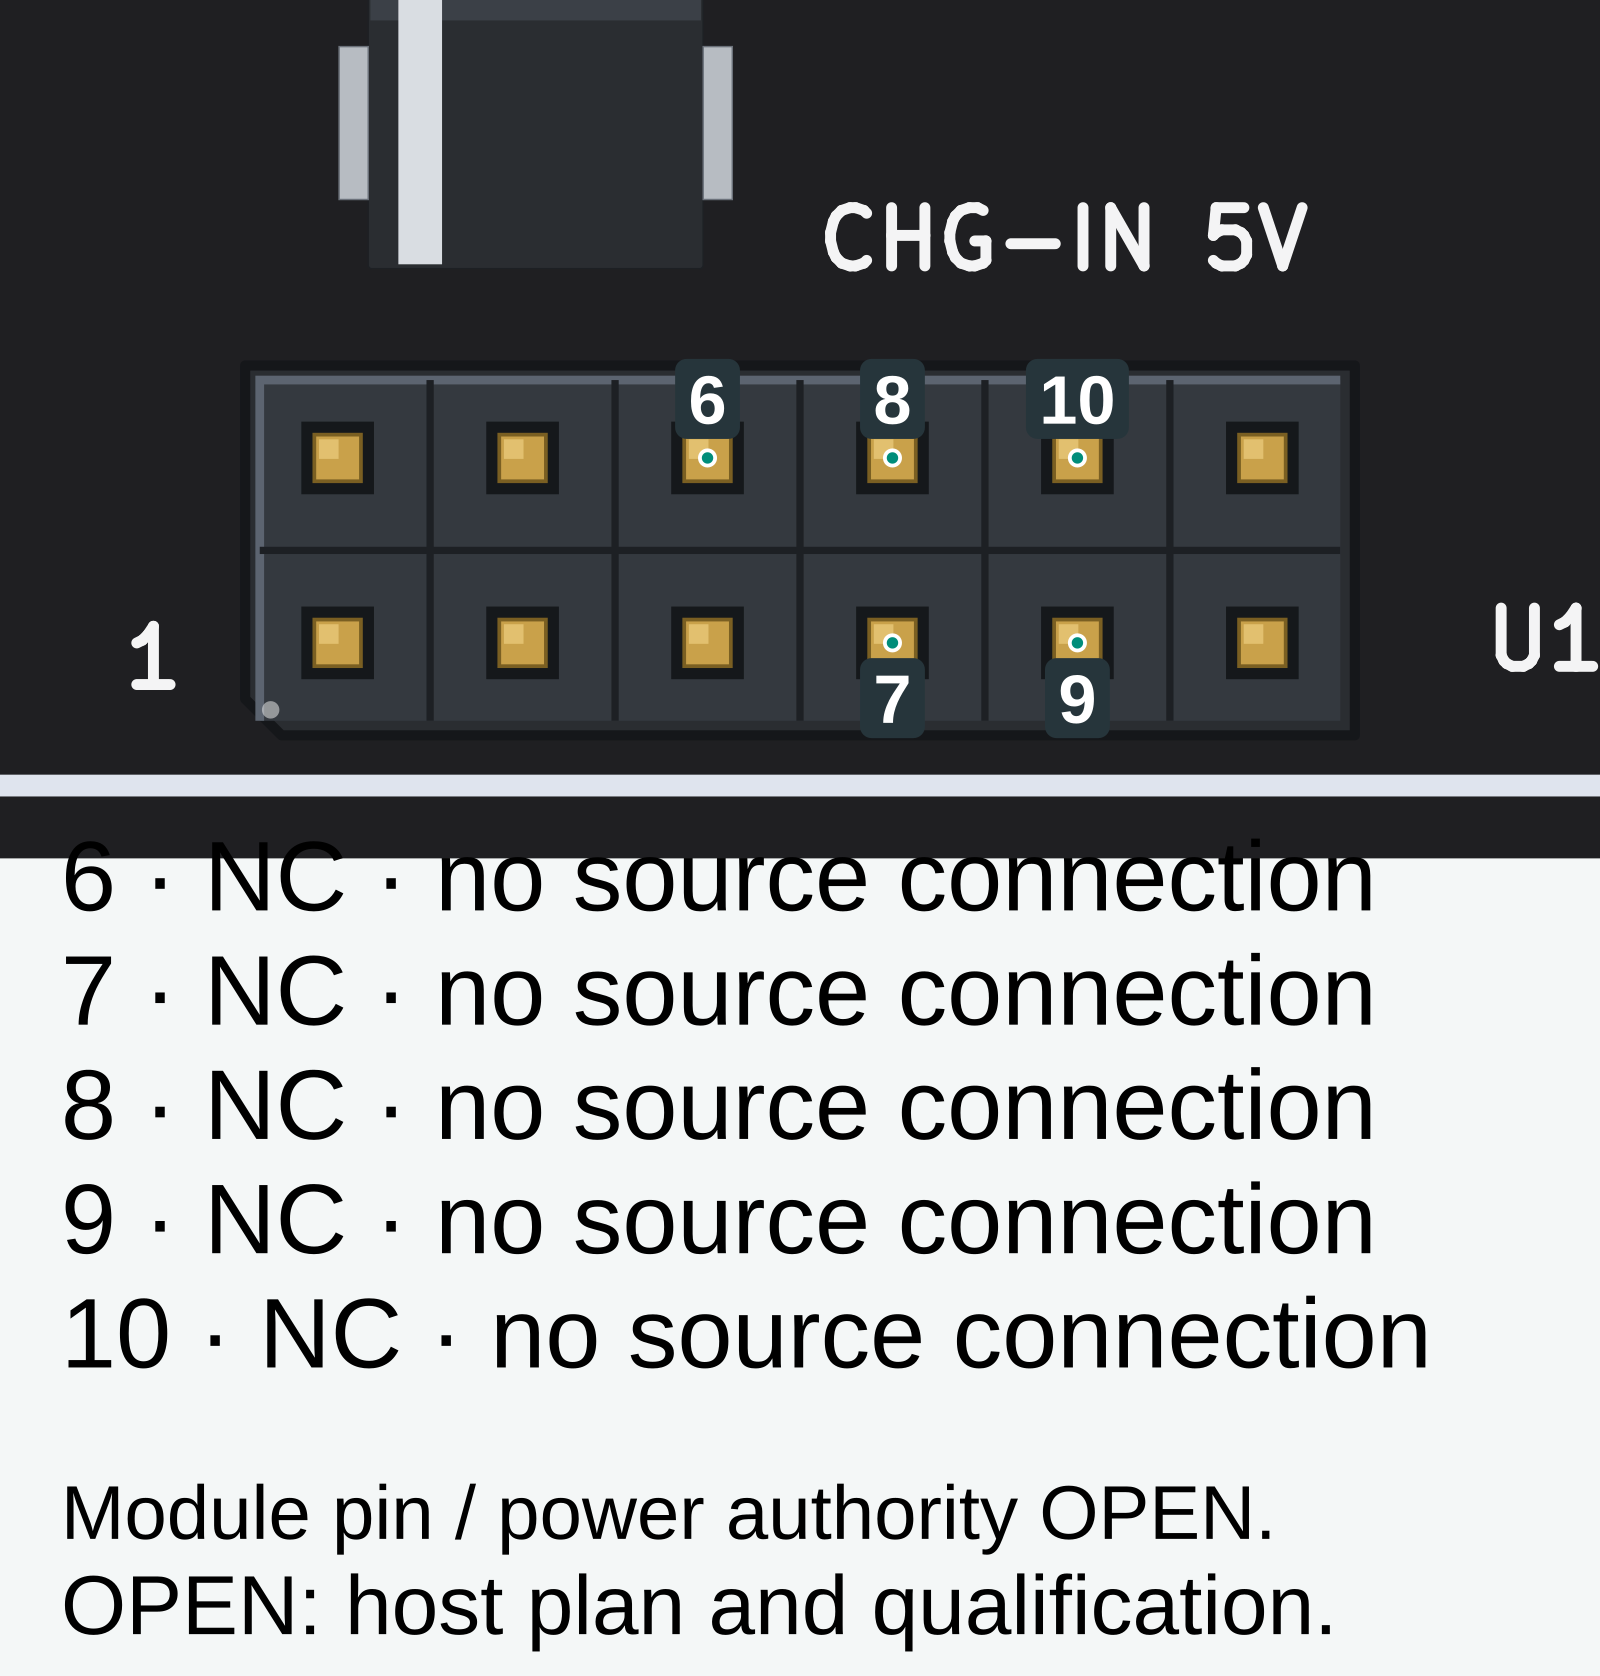 CHG-IN 5V
6 8 10
1
U1
7 9
6 · NC · no source connection
7 · NC · no source connection
8 · NC · no source connection
9 · NC · no source connection
10 · NC · no source connection
Module pin / power authority OPEN.
OPEN: host plan and qualification.